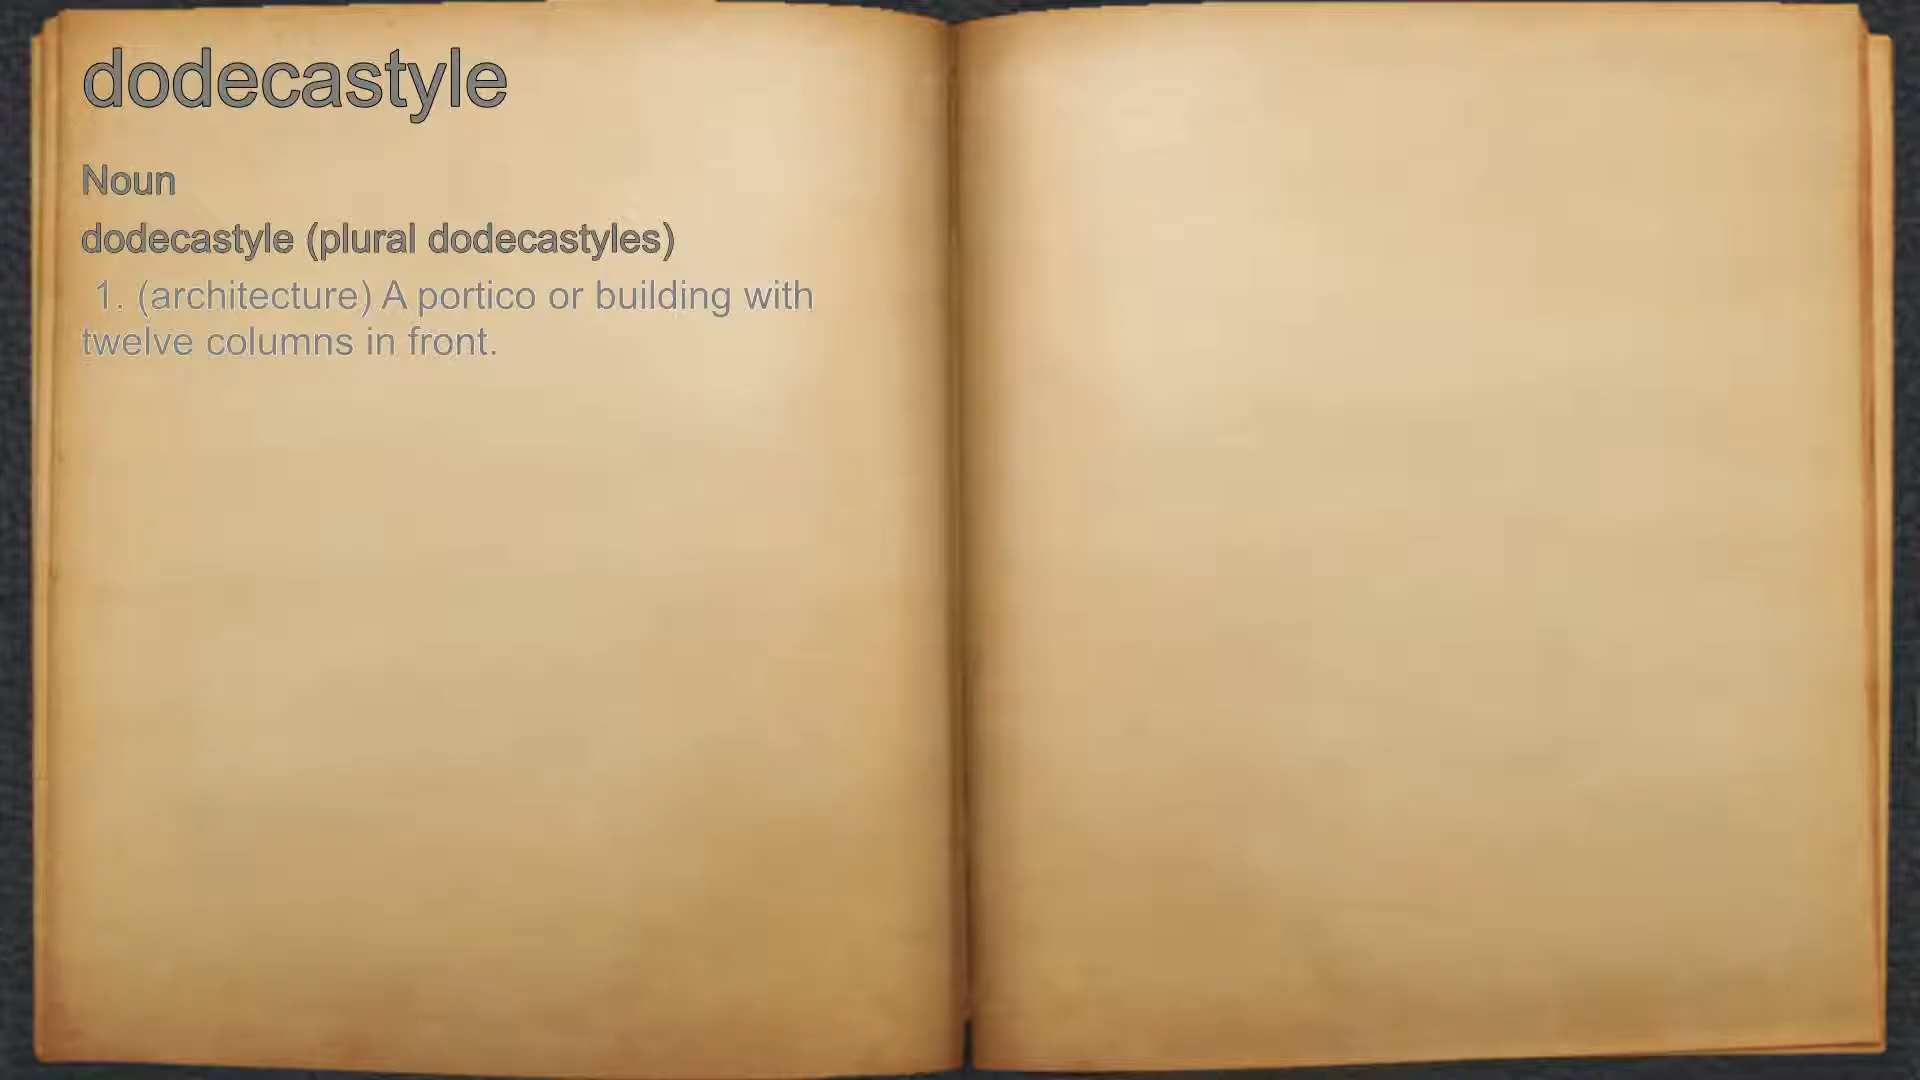 dodecastyle
Noun
dodecastyle (plural dodecastyles)
1. (architecture) A portico or building with
twelve columns in front.